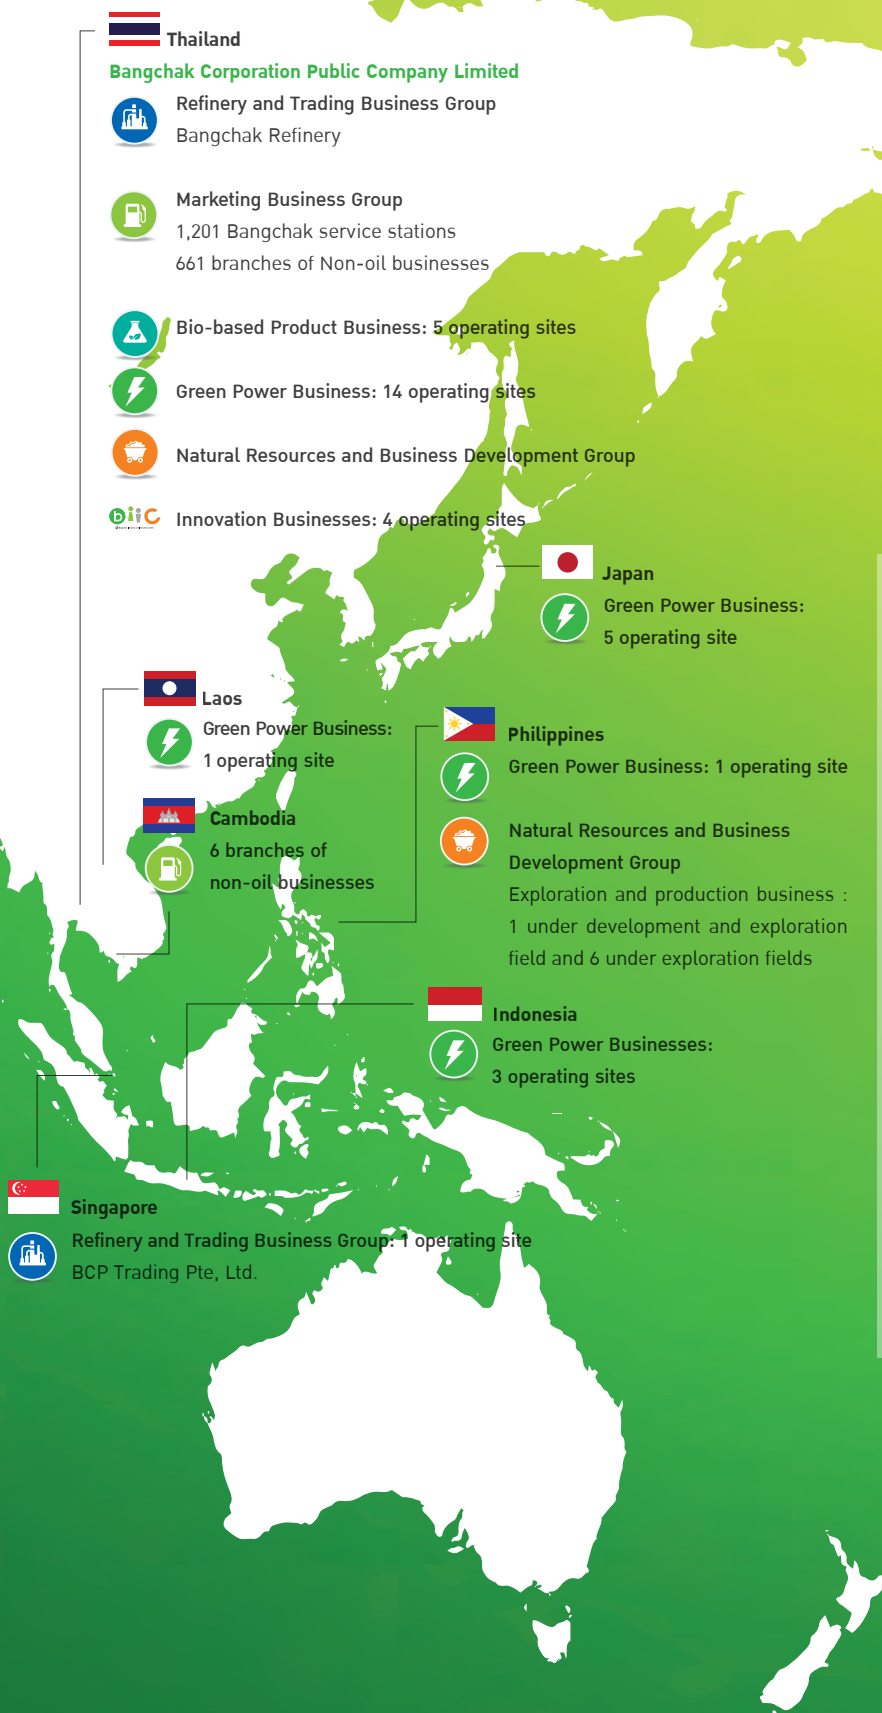 Thailand
Bangchak Corporation Public Company Limited
Refinery and Trading Business Group
Bangchak Refinery
Marketing Business Group
1,201 Bangchak service stations
661 branches of Non-oil businesses
Bio-based Product Business: 5 operating sites
Green Power Business: 14 operating sites
Natural Resources and Business Development Group
biic
Innovation Businesses: 4 operating sites
Japan
Green Power Business:
5 operating site
Laos
Green Power Business:
1 operating site
Philippines
Green Power Business: 1 operating site
Natural Resources and Business
Development Group
Exploration and production business :
1 under development and exploration
field and 6 under exploration fields
Cambodia
6 branches of
non-oil businesses
Indonesia
Green Power Businesses:
3 operating sites
Singapore
Refinery and Trading Business Group: 1 operating site
BCP Trading Pte, Ltd.